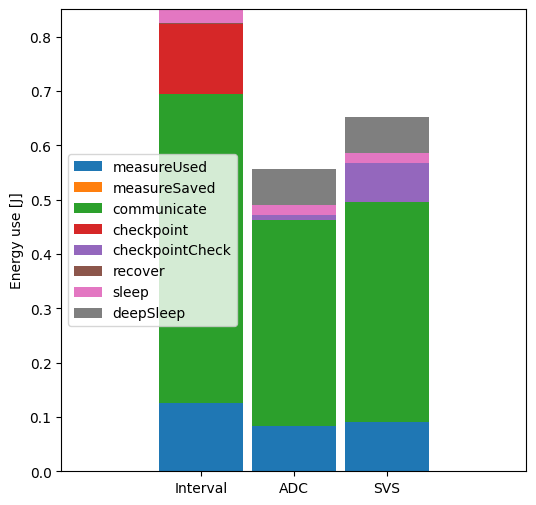 0.8
0.7
0.6
0.5
0.4
0.3
0.2
0.1
0.0
Energy use [J]
measureUsed
measureSaved
communicate
checkpoint
checkpointCheck
recover
sleep
deepSleep
Interval ADC SVS